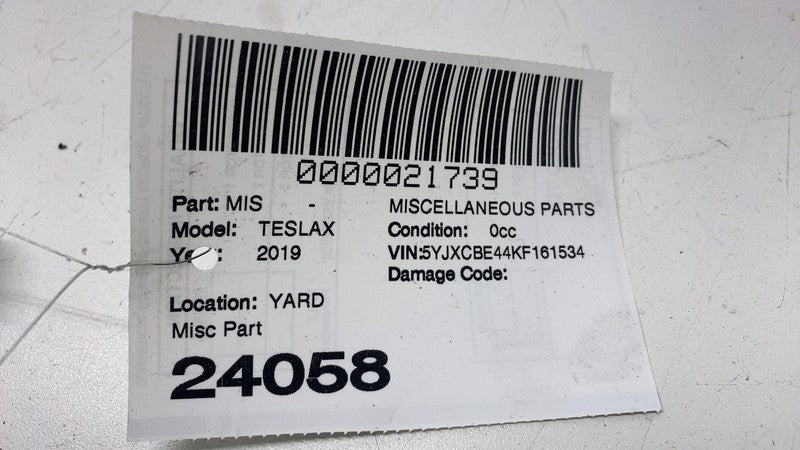 0000021739
Part: MIS - MISCELLANEOUS PARTS
Model: TESLAX Condition: 0cc
2019 VIN:5YJXCBE44KF161534
Damage Code:
Location: YARD
Misc Part
24058